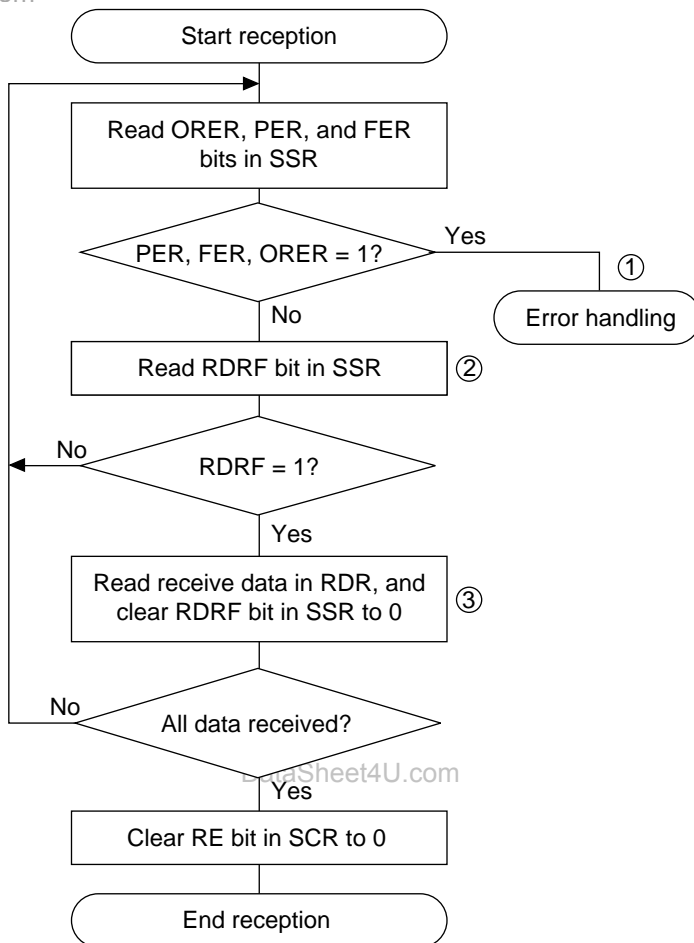 Start reception
Read ORER, PER, and FER
bits in SSR
PER, FER, ORER = 1?
Yes
①
Error handling
No
Read RDRF bit in SSR
②
No
RDRF = 1?
Yes
Read receive data in RDR, and
clear RDRF bit in SSR to 0
③
No
All data received?
DataSheet4U.com
Yes
Clear RE bit in SCR to 0
End reception